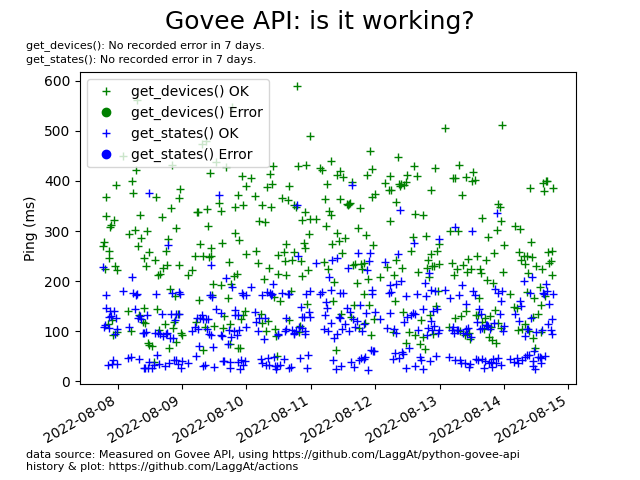 Govee API: is it working?
get_devices(): No recorded error in 7 days.
get_states(): No recorded error in 7 days.
600
500
400
300
200
100
0
Ping (ms)
get_devices() OK
get_devices() Error
get_states() OK
get_states() Error
2022-08-08
2022-08-09
2022-08-10
2022-08-11
2022-08-12
2022-08-13
2022-08-14
2022-08-15
data source: Measured on Govee API, using https://github.com/LaggAt/python-govee-api
history & plot: https://github.com/LaggAt/actions